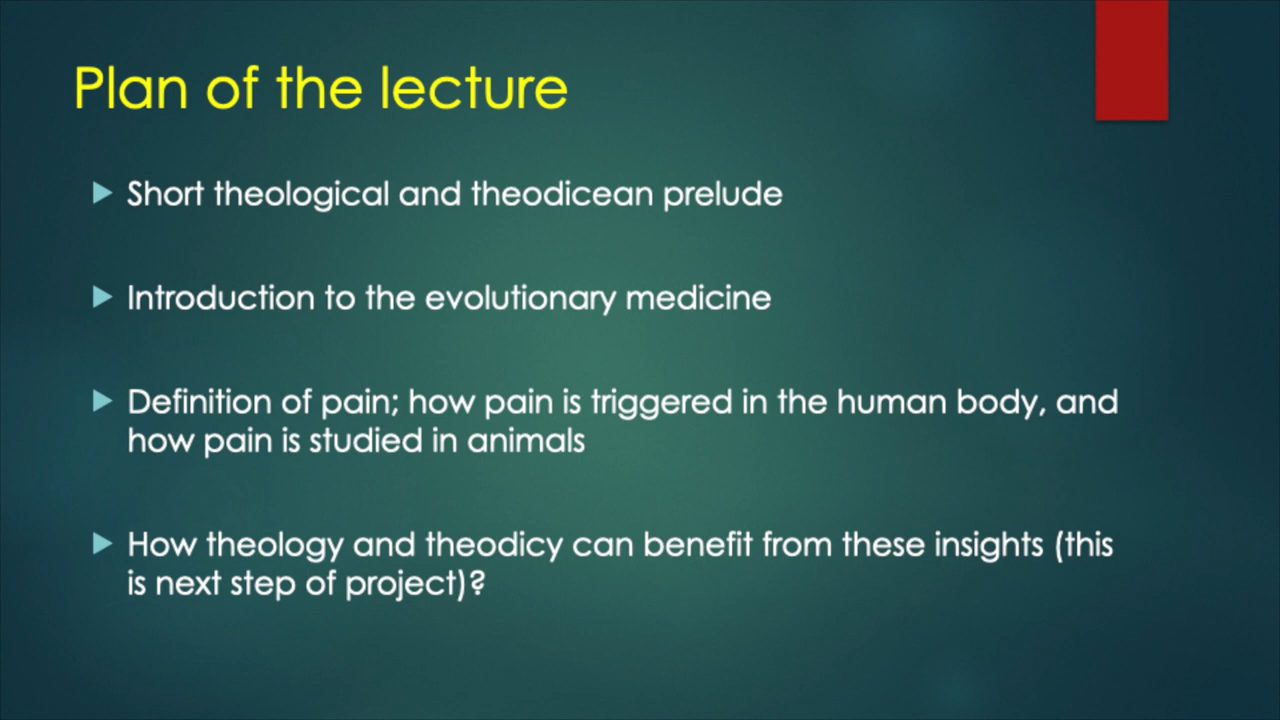 Plan of the lecture
Short theological and theodicean prelude
Introduction to the evolutionary medicine
Definition of pain; how pain is triggered in the human body, and
how pain is studied in animals
How theology and theodicy can benefit from these insights (this
is next step of project)?